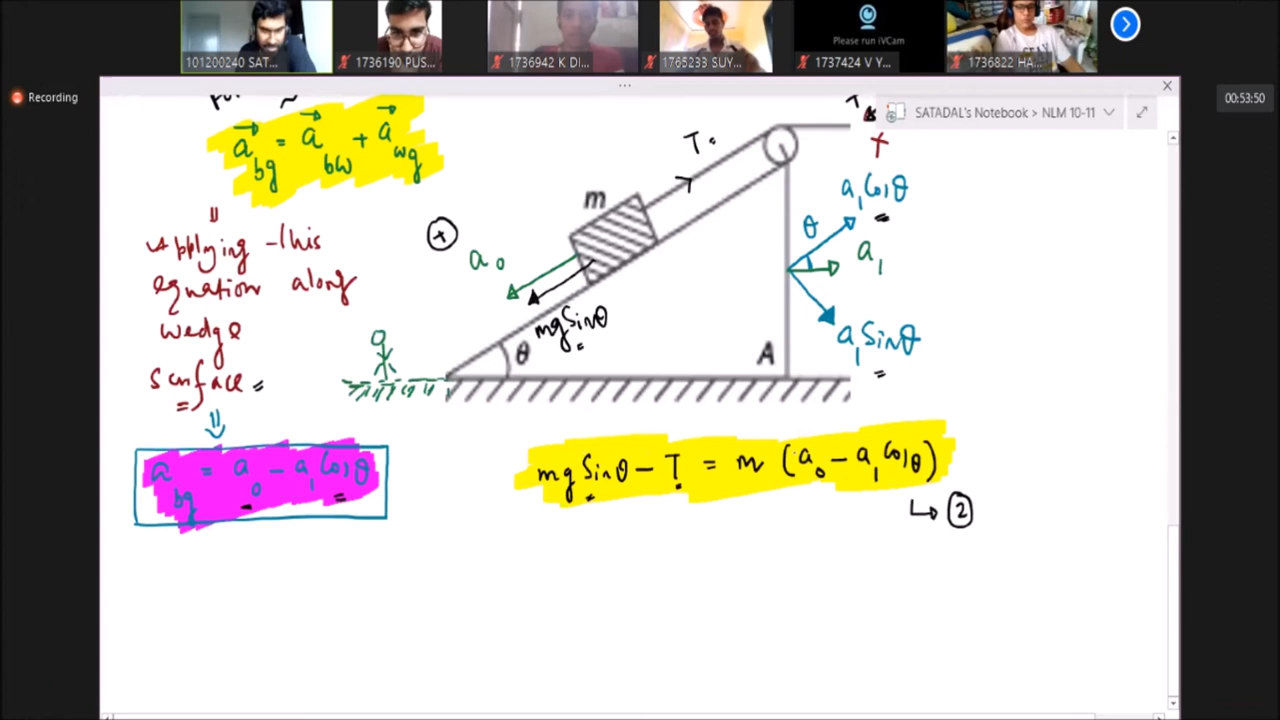 101200240 SAT...
1736190 PUS...
1736942 K DI...
1765233 SUY...
Please run iVCam
1737424 V Y...
1736822 HA...
Recording
00:53:50
SATADAL's Notebook > NLM 10-11
a bg = a bw + a wg
Applying this
equation along
wedge
surface
a bg = a₀ - a₁ Cosθ
T
m
+
a₀
mg Sinθ
θ
A
+
a₁ Cosθ
θ
a₁
a₁ Sinθ
mg Sinθ - T = m (a₀ - a₁ Cosθ)
↳ ②